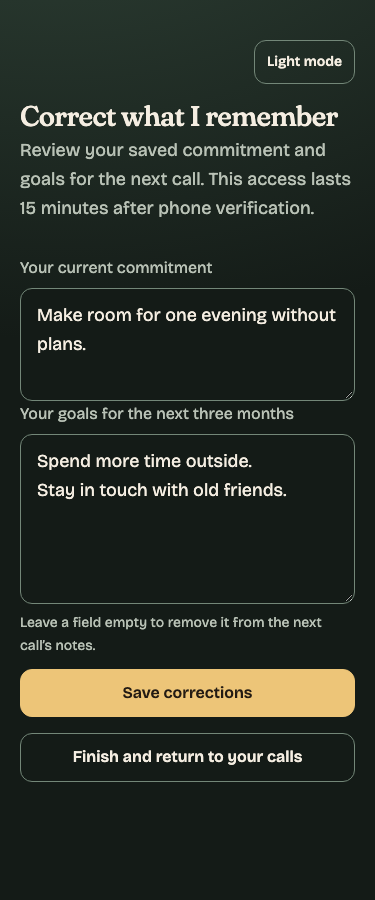 Light mode
Correct what I remember
Review your saved commitment and
goals for the next call. This access lasts
15 minutes after phone verification.
Your current commitment
Make room for one evening without
plans.
Your goals for the next three months
Spend more time outside.
Stay in touch with old friends.
Leave a field empty to remove it from the next
call's notes.
Save corrections
Finish and return to your calls